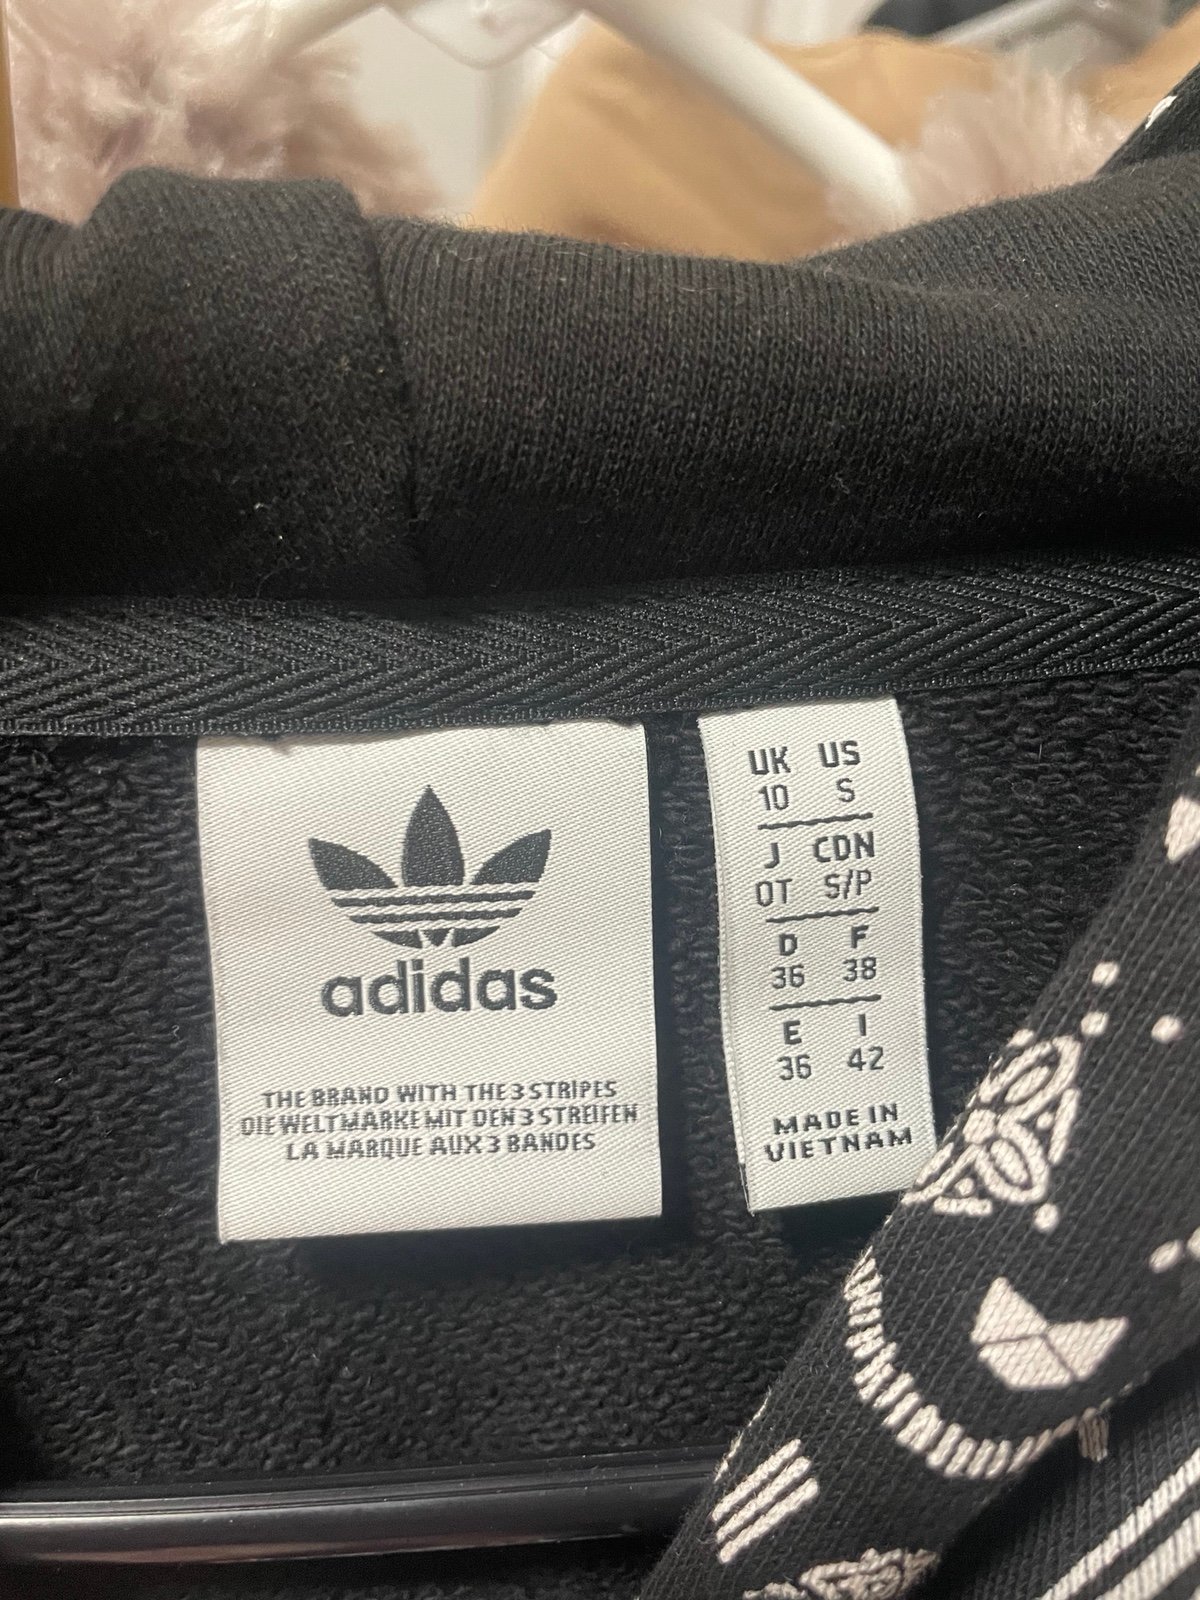 adidas
THE BRAND WITH THE 3 STRIPES
DIE WELTMARKE MIT DEN 3 STREIFEN
LA MARQUE AUX 3 BANDES
UK US
10 S
J CDN
OT S/P
D F
36 38
E I
36 42
MADE IN
VIETNAM